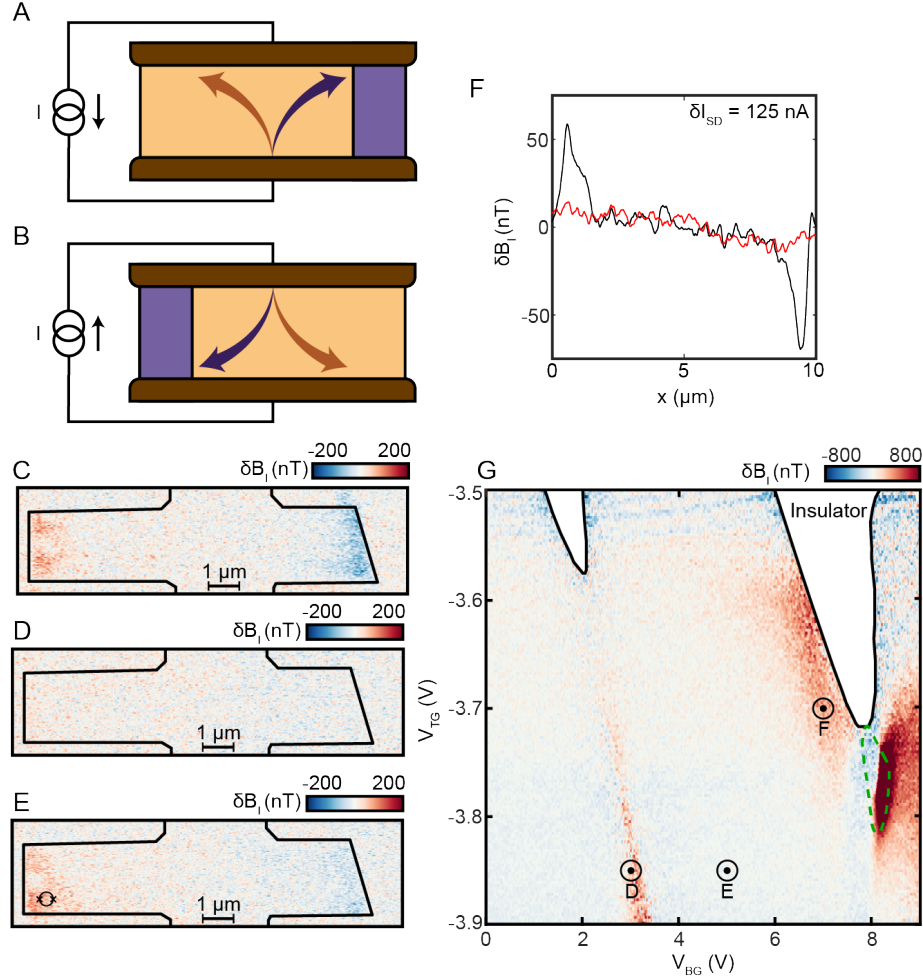 A
I
B
I
F
δI_SD = 125 nA
δB_I (nT)
50
0
-50
0
5
10
x (μm)
C
δB_I (nT)
-200
200
1 μm
D
δB_I (nT)
-200
200
1 μm
E
δB_I (nT)
-200
200
1 μm
G
δB_I (nT)
-800
800
Insulator
V_TG (V)
-3.5
-3.6
-3.7
-3.8
-3.9
F
D
E
0
2
4
6
8
V_BG (V)